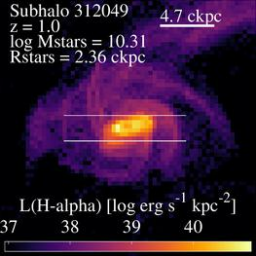 Subhalo 312049
z = 1.0
log Mstars = 10.31
Rstars = 2.36 ckpc
4.7 ckpc
L(H-alpha) [log erg s⁻¹ kpc⁻²]
37 38 39 40